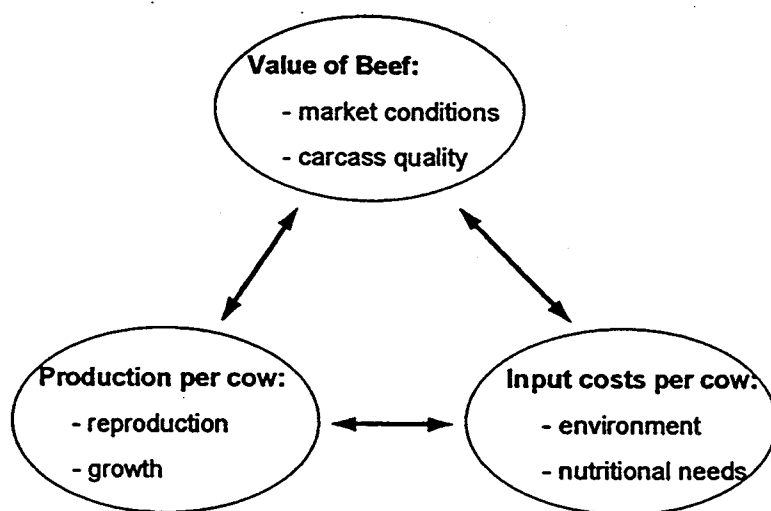 Value of Beef:
- market conditions
- carcass quality
Production per cow:
- reproduction
- growth
Input costs per cow:
- environment
- nutritional needs